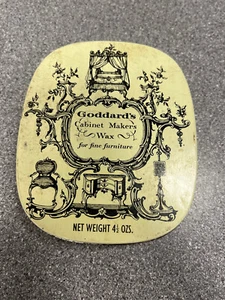 Goddard's
Cabinet Makers
Wax
for fine furniture
NET WEIGHT 4½ OZS.